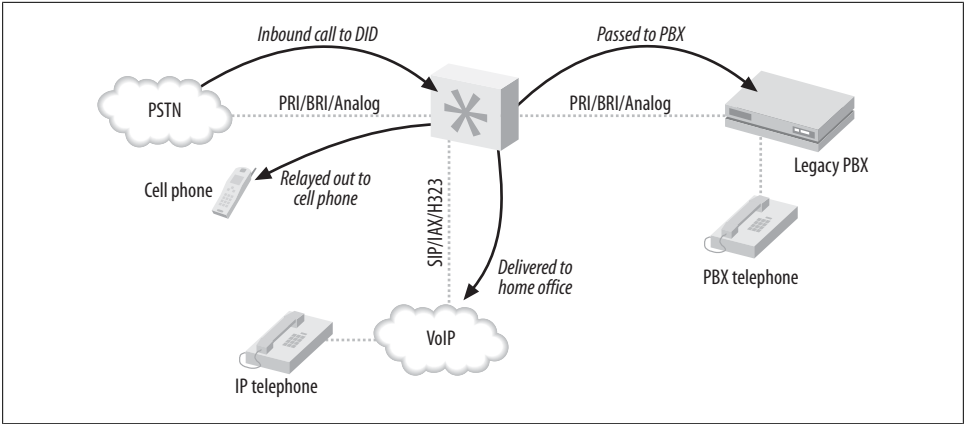 Inbound call to DID
Passed to PBX
PSTN
PRI/BRI/Analog
PRI/BRI/Analog
Legacy PBX
Cell phone
Relayed out to
cell phone
SIP/IAX/H323
Delivered to
home office
PBX telephone
VoIP
IP telephone